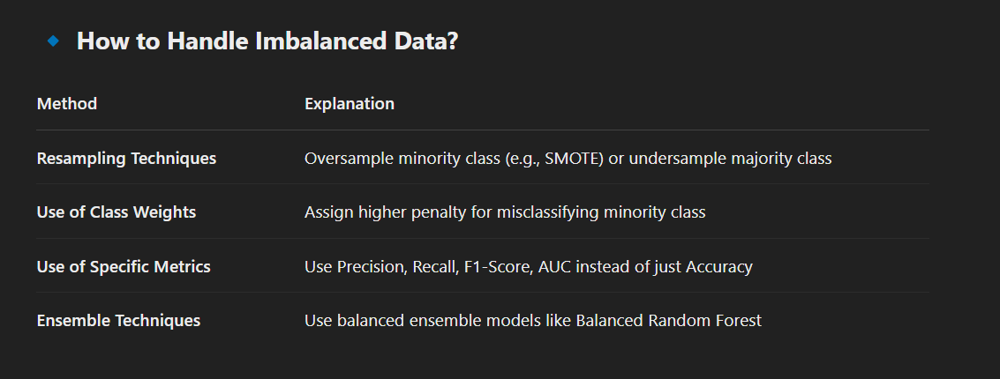 How to Handle Imbalanced Data?
Method Explanation
Resampling Techniques Oversample minority class (e.g., SMOTE) or undersample majority class
Use of Class Weights Assign higher penalty for misclassifying minority class
Use of Specific Metrics Use Precision, Recall, F1-Score, AUC instead of just Accuracy
Ensemble Techniques Use balanced ensemble models like Balanced Random Forest